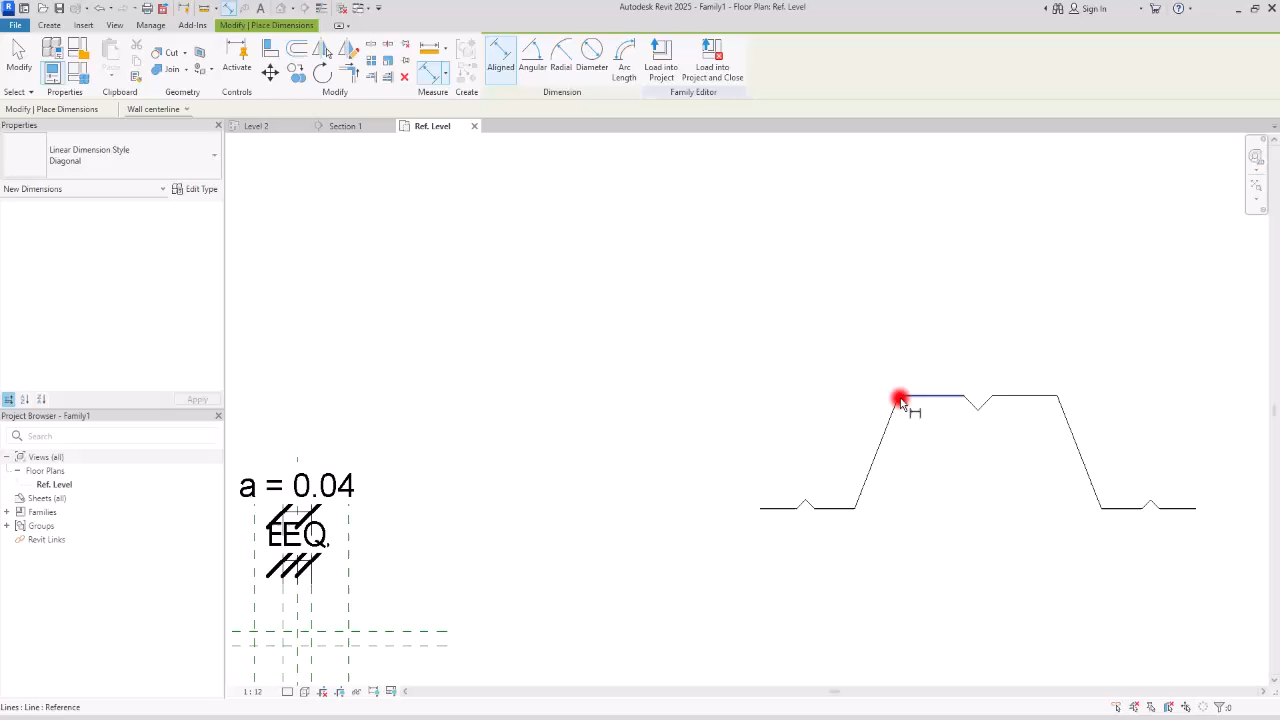 Autodesk Revit 2025 - Family1 - Floor Plan: Ref. Level
Sign In
File
Create
Insert
View
Manage
Add-Ins
Modify | Place Dimensions
Modify
Select
Properties
Paste
Clipboard
Cut
Join
Geometry
Activate
Controls
Modify
Measure
Create
Aligned
Angular
Radial
Diameter
Arc
Length
Dimension
Load into
Project
Load into
Project and Close
Family Editor
Modify | Place Dimensions
Wall centerline
Properties
Level 2
Section 1
Ref. Level
Linear Dimension Style
Diagonal
New Dimensions
Edit Type
Apply
Project Browser - Family1
Search
Views (all)
Floor Plans
Ref. Level
Sheets (all)
Families
Groups
Revit Links
a = 0.04
EEQ.
1 : 12
Lines : Line : Reference
:0